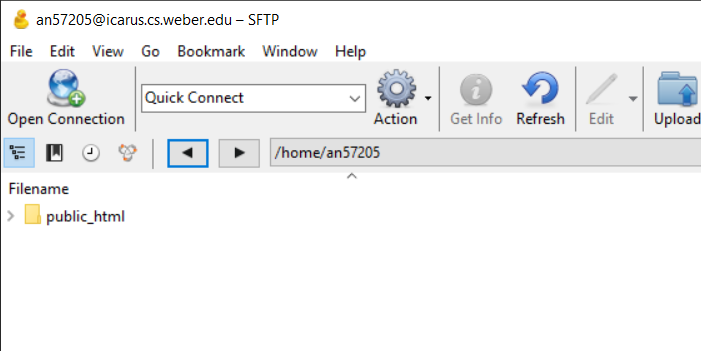 an57205@icarus.cs.weber.edu – SFTP
File Edit View Go Bookmark Window Help
Open Connection
Quick Connect
Action
Get Info
Refresh
Edit
Upload
/home/an57205
Filename
public_html